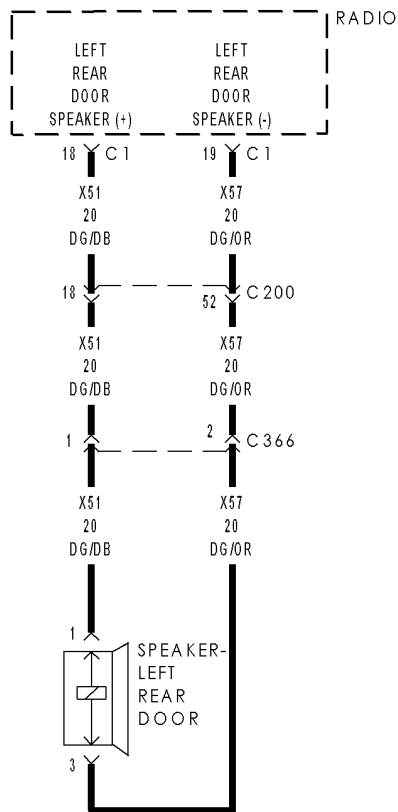 RADIO
LEFT LEFT
REAR REAR
DOOR DOOR
SPEAKER (+) SPEAKER (-)
18 C1 19 C1
X51 X57
20 20
DG/DB DG/OR
18 52 C200
X51 X57
20 20
DG/DB DG/OR
1 2 C366
X51 X57
20 20
DG/DB DG/OR
1
SPEAKER-
LEFT
REAR
DOOR
3